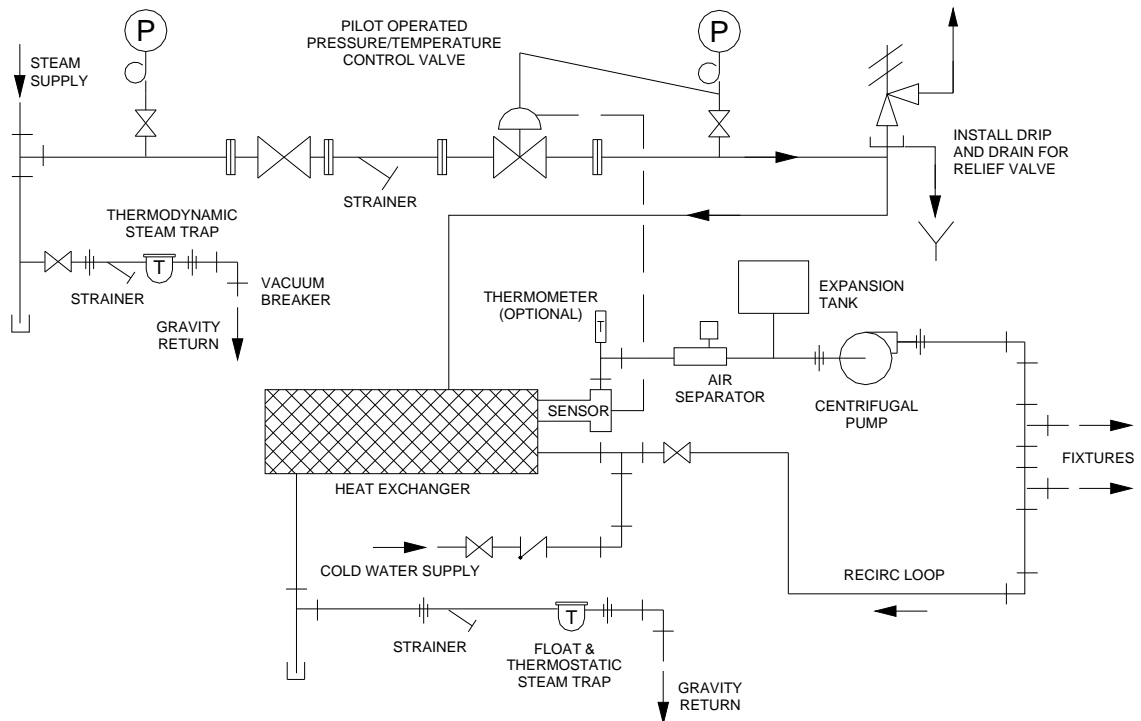 P
PILOT OPERATED
PRESSURE/TEMPERATURE
CONTROL VALVE
P
STEAM
SUPPLY
INSTALL DRIP
AND DRAIN FOR
RELIEF VALVE
STRAINER
THERMODYNAMIC
STEAM TRAP
T
STRAINER
VACUUM
BREAKER
GRAVITY
RETURN
THERMOMETER
(OPTIONAL)
T
EXPANSION
TANK
AIR
SEPARATOR
CENTRIFUGAL
PUMP
SENSOR
FIXTURES
HEAT EXCHANGER
COLD WATER SUPPLY
RECIRC LOOP
STRAINER
T
FLOAT &
THERMOSTATIC
STEAM TRAP
GRAVITY
RETURN